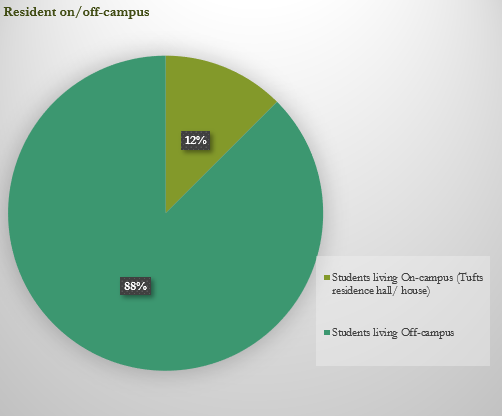 Resident on/off-campus
12%
88%
Students living On-campus (Tufts
residence hall/ house)
Students living Off-campus